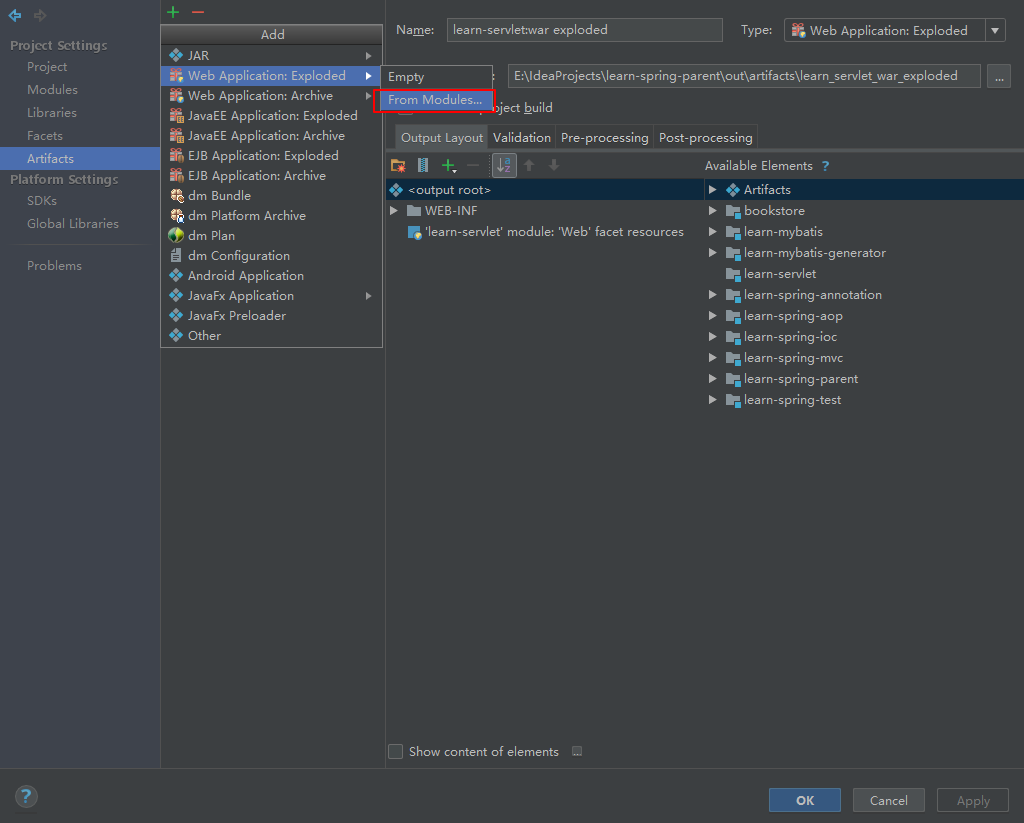 Project Settings
Project
Modules
Libraries
Facets
Artifacts
Platform Settings
SDKs
Global Libraries
Problems
Add
JAR
Web Application: Exploded
Web Application: Archive
JavaEE Application: Exploded
JavaEE Application: Archive
EJB Application: Exploded
EJB Application: Archive
dm Bundle
dm Platform Archive
dm Plan
dm Configuration
Android Application
JavaFx Application
JavaFx Preloader
Other
Empty
From Modules...
Name: learn-servlet:war exploded Type: Web Application: Exploded
: E:\IdeaProjects\learn-spring-parent\out\artifacts\learn_servlet_war_exploded ...
oject build
Output Layout Validation Pre-processing Post-processing
Available Elements ?
<output root>
WEB-INF
'learn-servlet' module: 'Web' facet resources
Artifacts
bookstore
learn-mybatis
learn-mybatis-generator
learn-servlet
learn-spring-annotation
learn-spring-aop
learn-spring-ioc
learn-spring-mvc
learn-spring-parent
learn-spring-test
Show content of elements ...
? OK Cancel Apply